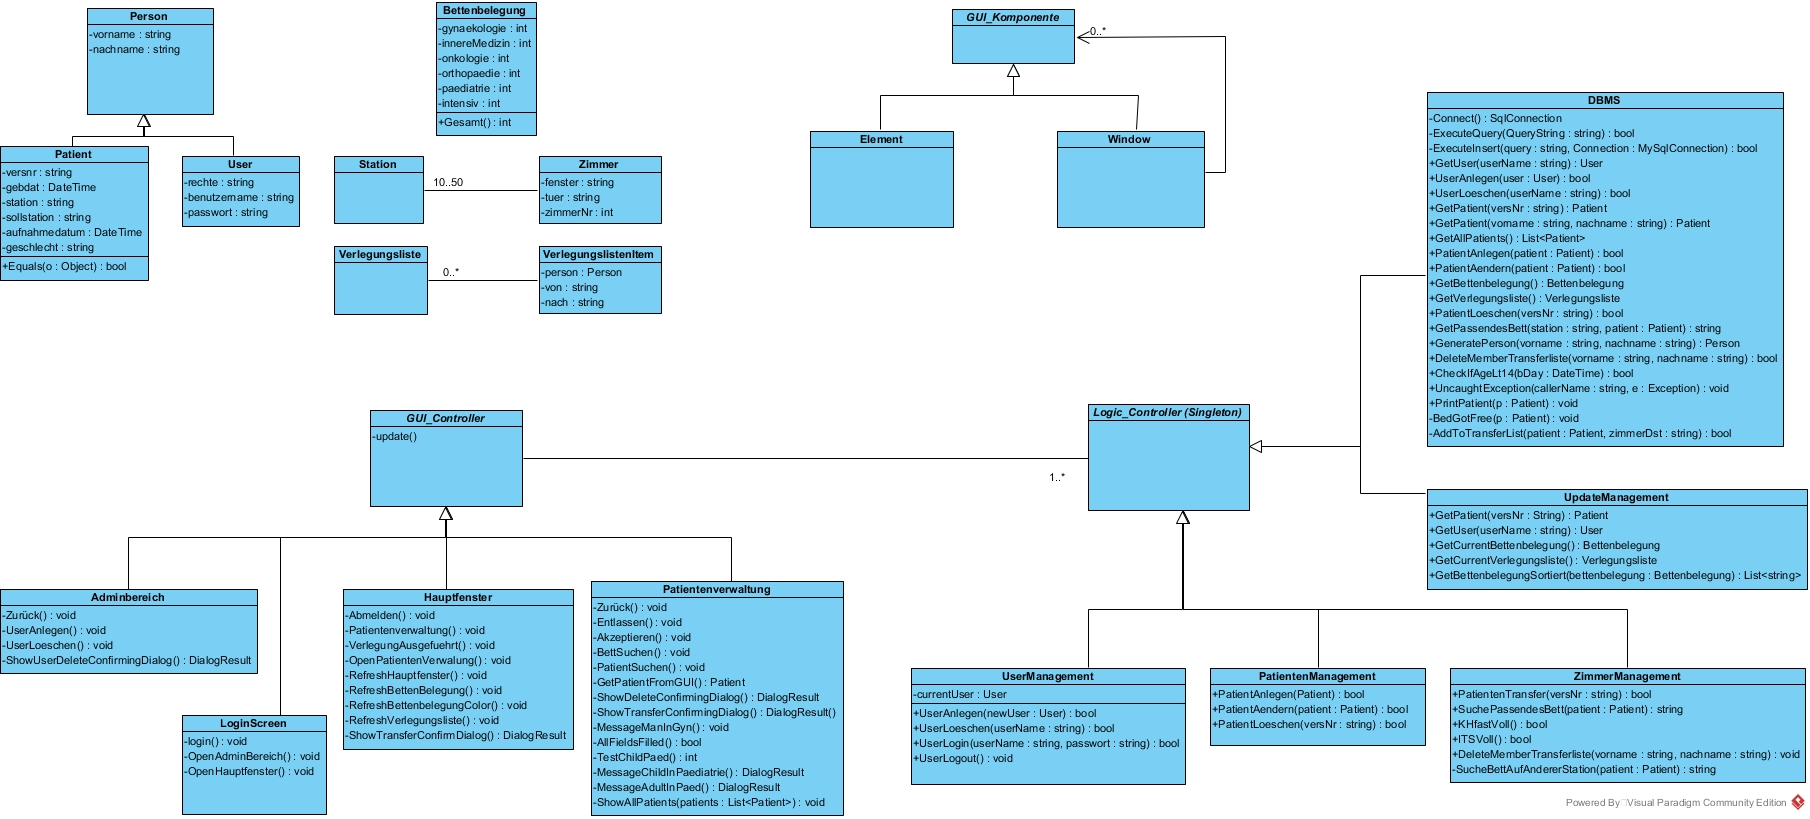 Person
-vorname : string
-nachname : string
Bettenbelegung
-gynaekologie : int
-innereMedizin : int
-onkologie : int
-orthopaedie : int
-paediatrie : int
-intensiv : int
+Gesamt() : int
GUI_Komponente
0..*
Element
Window
Patient
-versnr : string
-gebdat : DateTime
-station : string
-sollstation : string
-aufnahmedatum : DateTime
-geschlecht : string
+Equals(o : Object) : bool
User
-rechte : string
-benutzername : string
-passwort : string
Station
10..50
Zimmer
-fenster : string
-tuer : string
-zimmerNr : int
Verlegungsliste
0..*
VerlegungslistenItem
-person : Person
-von : string
-nach : string
DBMS
-Connect() : SqlConnection
-ExecuteQuery(QueryString : string) : bool
-ExecuteInsert(query : string, Connection : MySqlConnection) : bool
+GetUser(userName : string) : User
+UserAnlegen(user : User) : bool
+UserLoeschen(userName : string) : bool
+GetPatient(versNr : string) : Patient
+GetPatient(vorname : string, nachname : string) : Patient
+GetAllPatients() : List<Patient>
+PatientAnlegen(patient : Patient) : bool
+PatientAendern(patient : Patient) : bool
+GetBettenbelegung() : Bettenbelegung
+GetVerlegungsliste() : Verlegungsliste
+PatientLoeschen(versNr : string) : bool
+GetPassendesBett(station : string, patient : Patient) : string
+GeneratePerson(vorname : string, nachname : string) : Person
+DeleteMemberTransferliste(vorname : string, nachname : string) : bool
+CheckIfAgeLt14(bDay : DateTime) : bool
+UncaughtException(callerName : string, e : Exception) : void
+PrintPatient(p : Patient) : void
-BedGotFree(p : Patient) : void
-AddToTransferList(patient : Patient, zimmerDst : string) : bool
GUI_Controller
-update()
1..*
Logic_Controller (Singleton)
UpdateManagement
+GetPatient(versNr : String) : Patient
+GetUser(userName : string) : User
+GetCurrentBettenbelegung() : Bettenbelegung
+GetCurrentVerlegungsliste() : Verlegungsliste
+GetBettenbelegungSortiert(bettenbelegung : Bettenbelegung) : List<string>
Adminbereich
-Zurück() : void
-UserAnlegen() : void
-UserLoeschen() : void
-ShowUserDeleteConfirmingDialog() : DialogResult
LoginScreen
-login() : void
-OpenAdminBereich() : void
-OpenHauptfenster() : void
Hauptfenster
-Abmelden() : void
-Patientenverwaltung() : void
-VerlegungAusgefuehrt() : void
-OpenPatientenVerwalung() : void
-RefreshHauptfenster() : void
-RefreshBettenBelegung() : void
-RefreshBettenbelegungColor() : void
-RefreshVerlegungsliste() : void
-ShowTransferConfirmDialog() : DialogResult
Patientenverwaltung
-Zurück() : void
-Entlassen() : void
-Akzeptieren() : void
-BettSuchen() : void
-PatientSuchen() : void
-GetPatientFromGUI() : Patient
-ShowDeleteConfirmingDialog() : DialogResult
-ShowTransferConfirmingDialog() : DialogResult()
-MessageManInGyn() : void
-AllFieldsFilled() : bool
-TestChildPaed() : int
-MessageChildInPaediatrie() : DialogResult
-MessageAdultInPaed() : DialogResult
-ShowAllPatients(patients : List<Patient>) : void
UserManagement
-currentUser : User
+UserAnlegen(newUser : User) : bool
+UserLoeschen(userName : string) : bool
+UserLogin(userName : string, passwort : string) : bool
+UserLogout() : void
PatientenManagement
+PatientAnlegen(Patient) : bool
+PatientAendern(patient : Patient) : bool
+PatientLoeschen(versNr : string) : bool
ZimmerManagement
+PatientenTransfer(versNr : string) : bool
+SuchePassendesBett(patient : Patient) : string
+KHfastVoll() : bool
+ITSVoll() : bool
+DeleteMemberTransferliste(vorname : string, nachname : string) : void
-SucheBettAufAndererStation(patient : Patient) : string
Powered By Visual Paradigm Community Edition